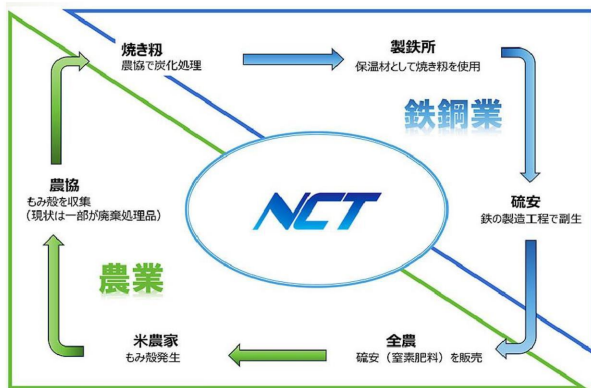 焼き籾
農協で炭化処理
製鉄所
保温材として焼き籾を使用
鉄鋼業
農協
もみ殻を収集
（現状は一部が廃棄処理品）
NCT
硫安
鉄の製造工程で副生
農業
米農家
もみ殻発生
全農
硫安（窒素肥料）を販売